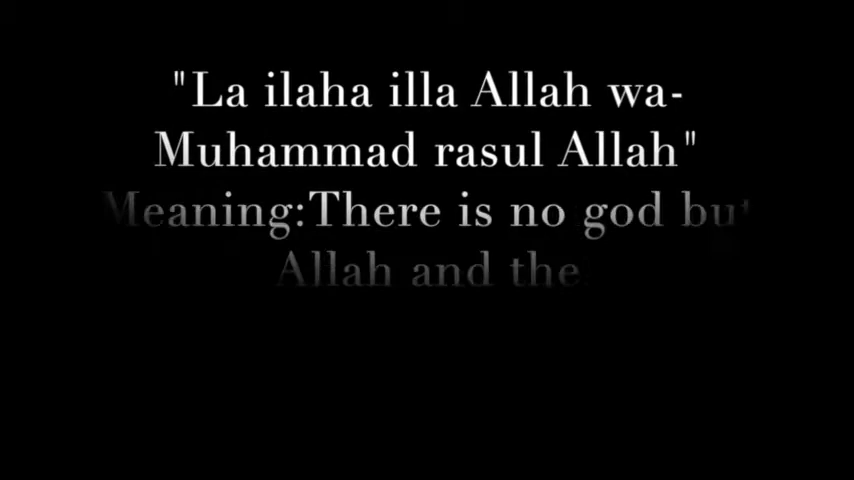 "La ilaha illa Allah wa-
Muhammad rasul Allah"
Meaning:There is no god but
Allah and the